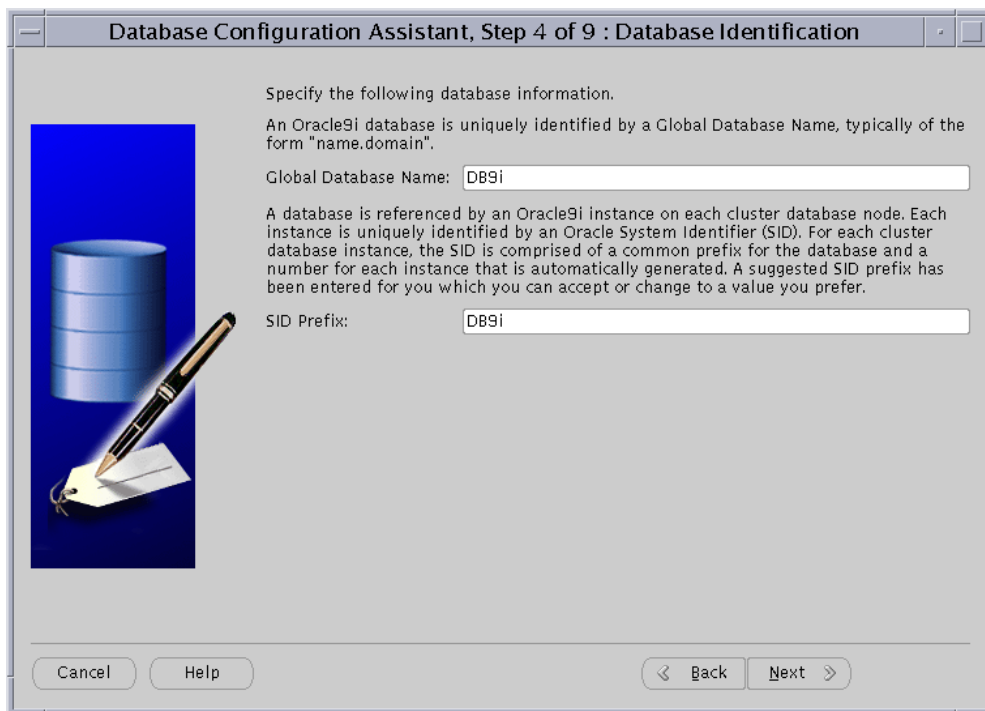 Database Configuration Assistant, Step 4 of 9 : Database Identification
Specify the following database information.
An Oracle9i database is uniquely identified by a Global Database Name, typically of the
form "name.domain".
Global Database Name: DB9i
A database is referenced by an Oracle9i instance on each cluster database node. Each
instance is uniquely identified by an Oracle System Identifier (SID). For each cluster
database instance, the SID is comprised of a common prefix for the database and a
number for each instance that is automatically generated. A suggested SID prefix has
been entered for you which you can accept or change to a value you prefer.
SID Prefix: DB9i
Cancel Help Back Next